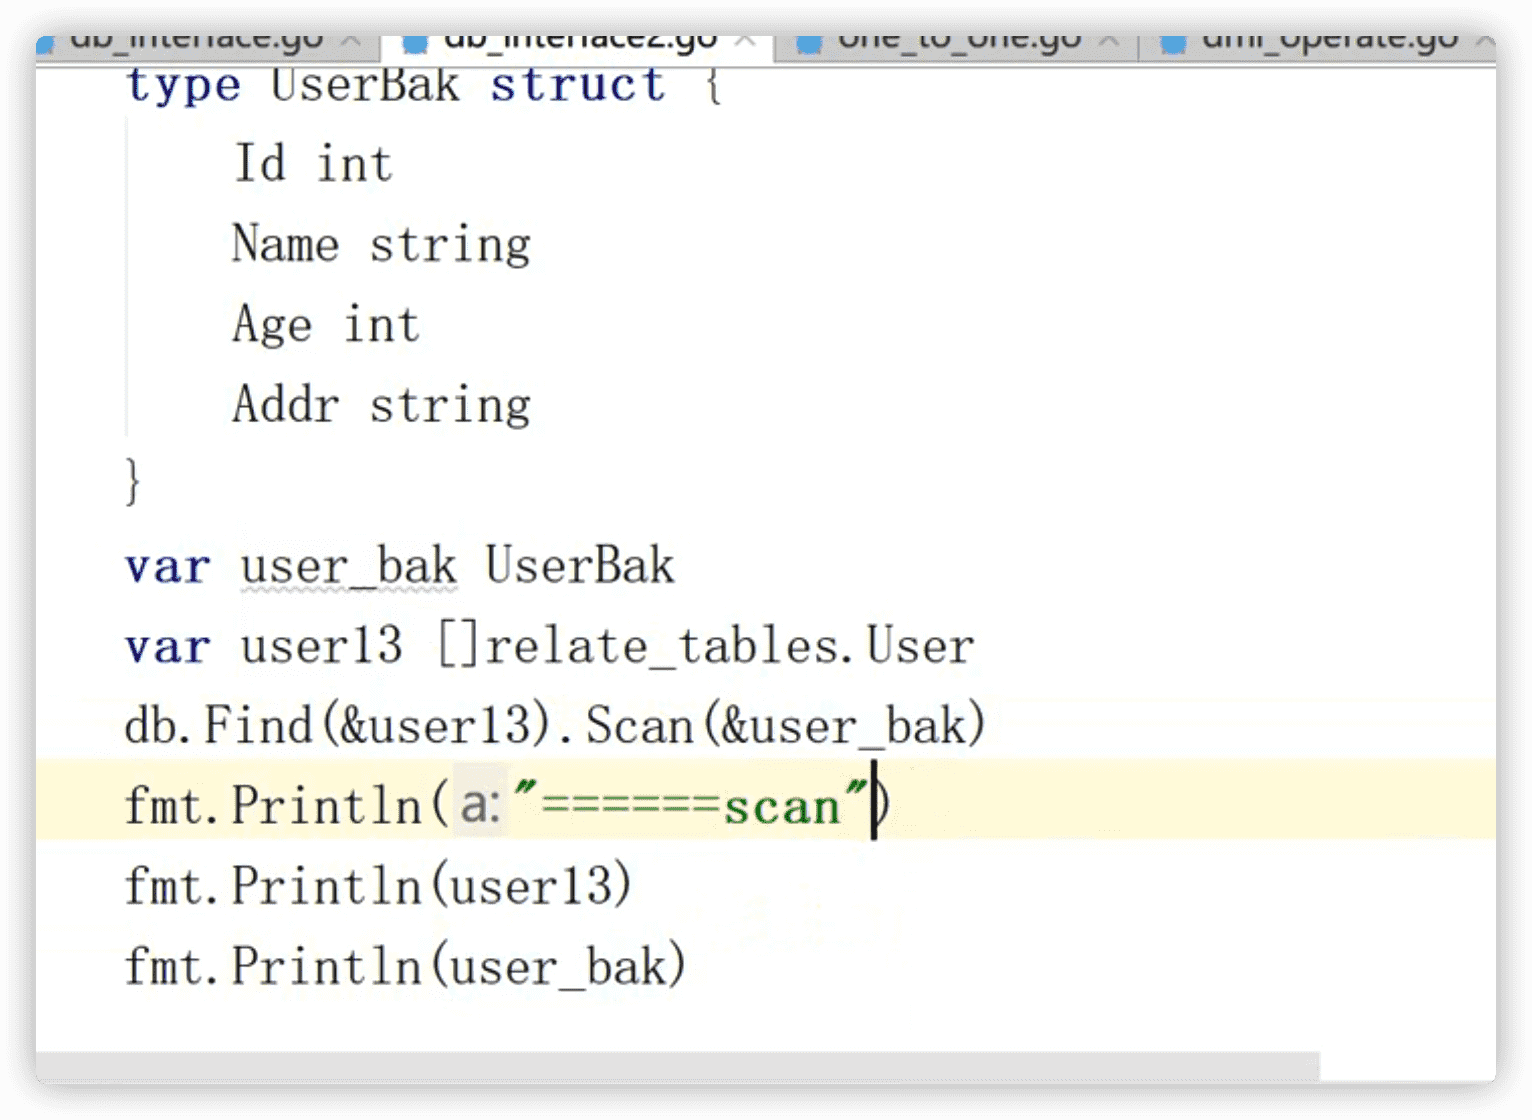 db_interface.go db_interface2.go one_to_one.go dml_operate.go
type UserBak struct {
Id int
Name string
Age int
Addr string
}
var user_bak UserBak
var user13 []relate_tables.User
db.Find(&user13).Scan(&user_bak)
fmt.Println( a: "======scan")
fmt.Println(user13)
fmt.Println(user_bak)